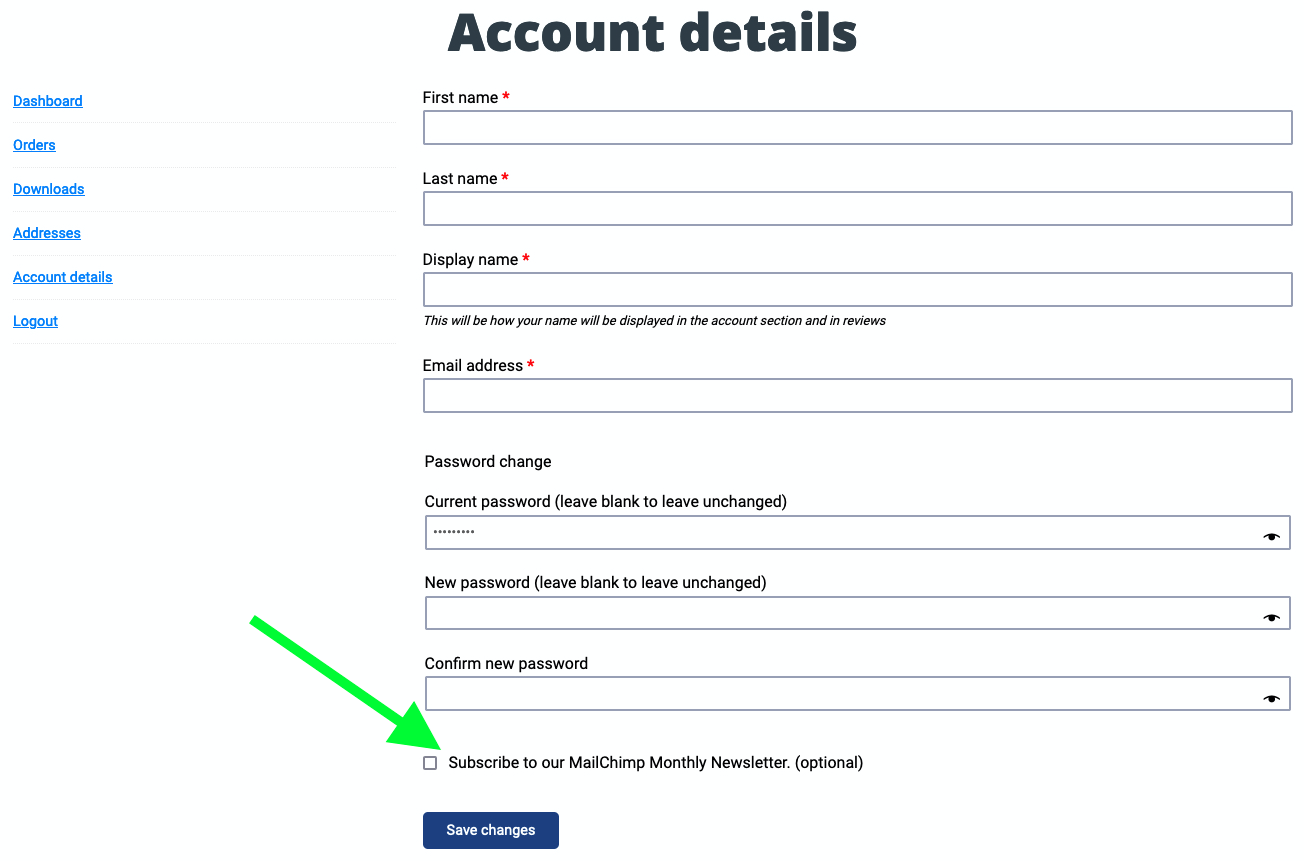 Account details
Dashboard
Orders
Downloads
Addresses
Account details
Logout
First name *
Last name *
Display name *
This will be how your name will be displayed in the account section and in reviews
Email address *
Password change
Current password (leave blank to leave unchanged)
•••••••••
New password (leave blank to leave unchanged)
Confirm new password
Subscribe to our MailChimp Monthly Newsletter. (optional)
Save changes